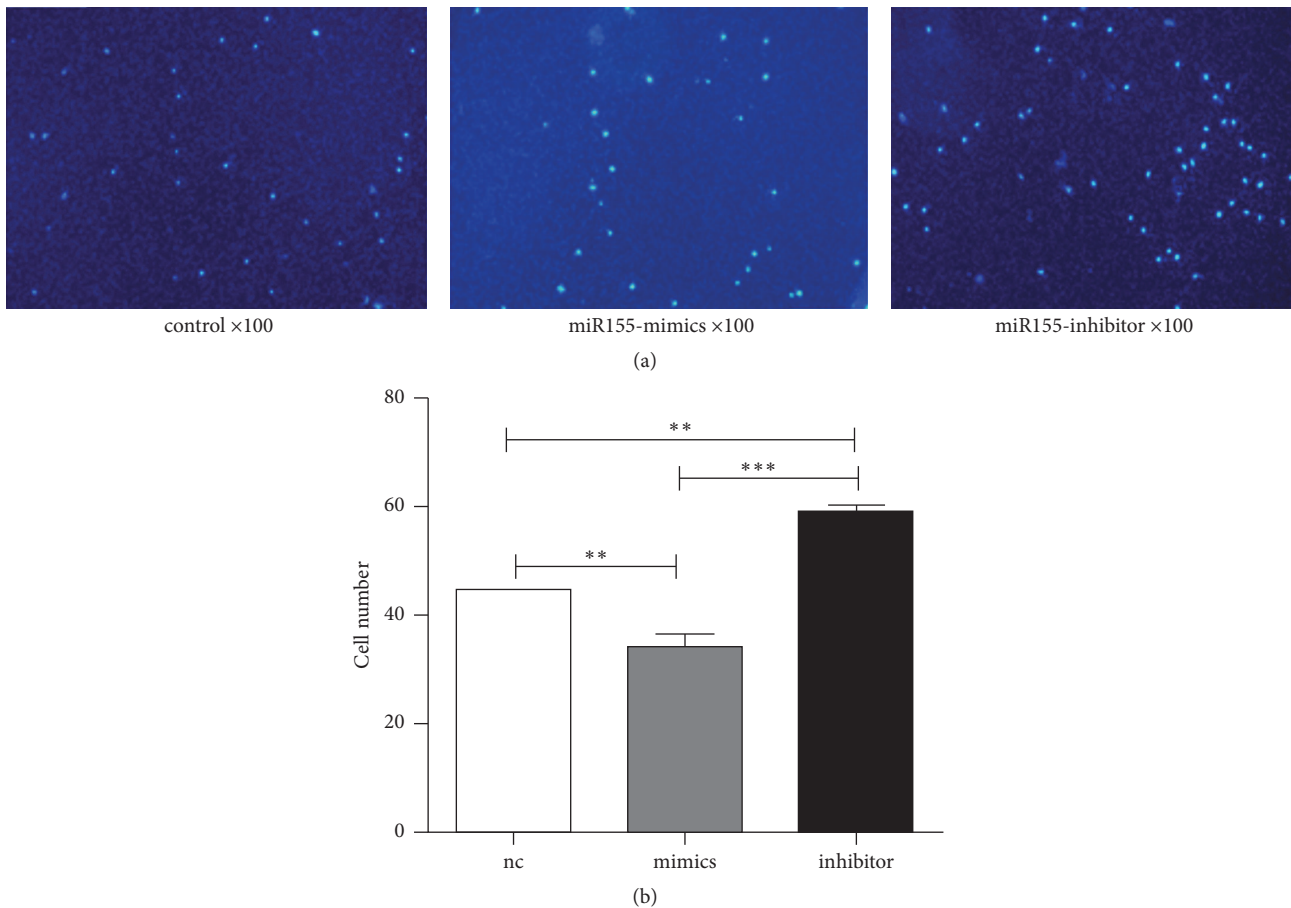 control ×100
miR155-mimics ×100
miR155-inhibitor ×100
(a)
80
60
40
20
0
Cell number
**
***
**
nc
mimics
inhibitor
(b)